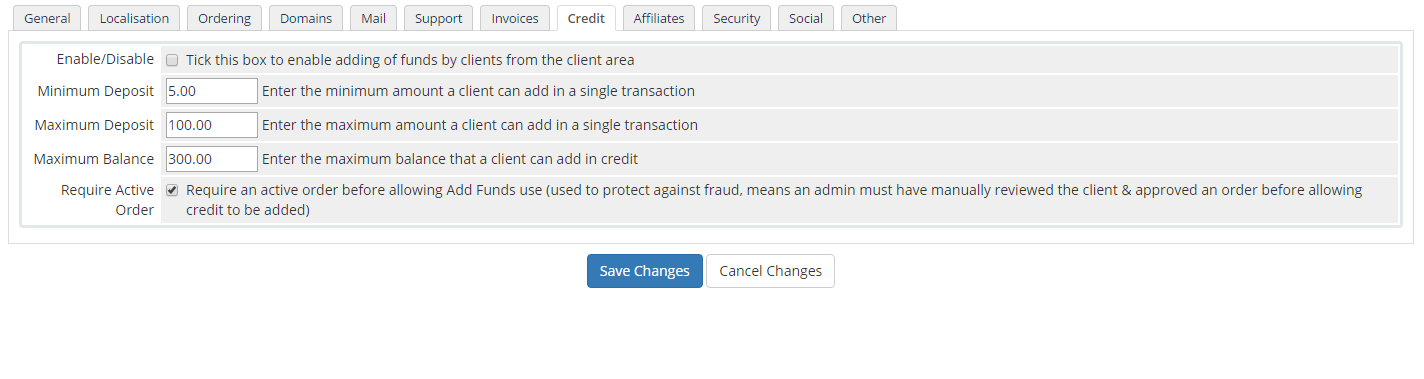 General Localisation Ordering Domains Mail Support Invoices Credit Affiliates Security Social Other
Enable/Disable Tick this box to enable adding of funds by clients from the client area
Minimum Deposit 5.00 Enter the minimum amount a client can add in a single transaction
Maximum Deposit 100.00 Enter the maximum amount a client can add in a single transaction
Maximum Balance 300.00 Enter the maximum balance that a client can add in credit
Require Active Require an active order before allowing Add Funds use (used to protect against fraud, means an admin must have manually reviewed the client & approved an order before allowing
Order credit to be added)
Save Changes Cancel Changes